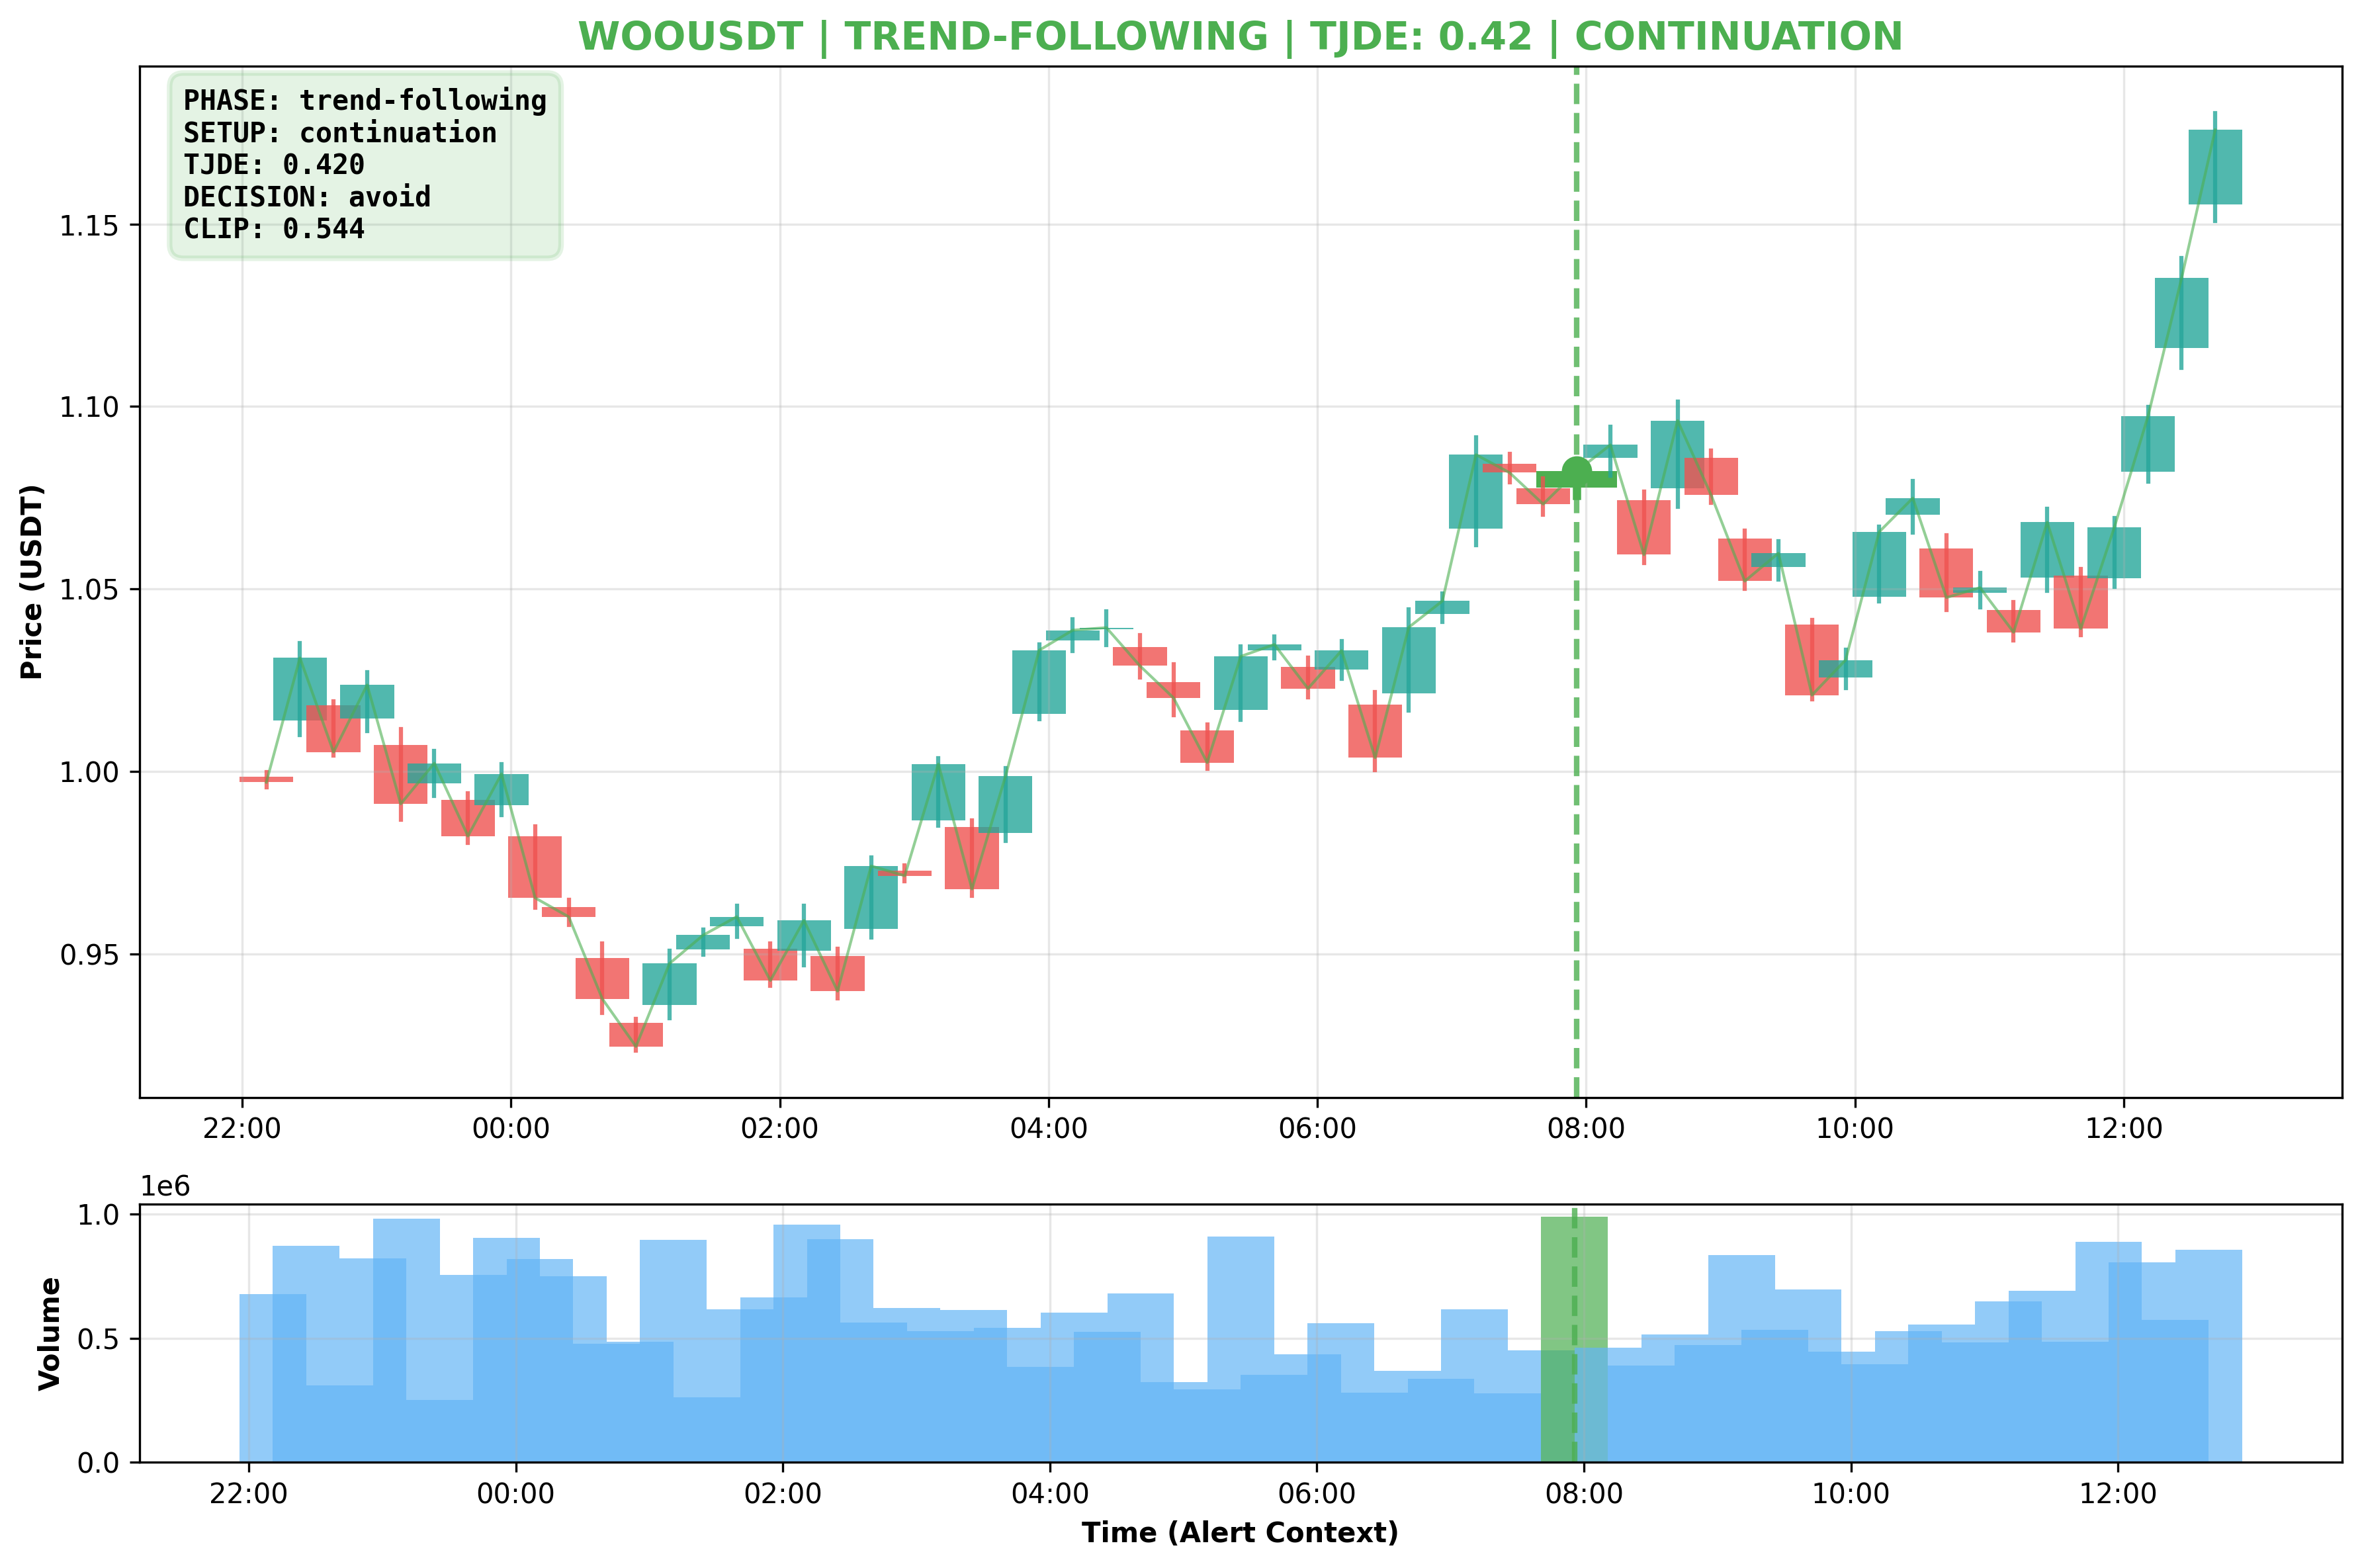 WOOUSDT | TREND-FOLLOWING | TJDE: 0.42 | CONTINUATION
PHASE: trend-following
SETUP: continuation
TJDE: 0.420
DECISION: avoid
CLIP: 0.544
Price (USDT)
1.15
1.10
1.05
1.00
0.95
22:00 00:00 02:00 04:00 06:00 08:00 10:00 12:00
1e6
Volume
1.0
0.5
0.0
22:00 00:00 02:00 04:00 06:00 08:00 10:00 12:00
Time (Alert Context)